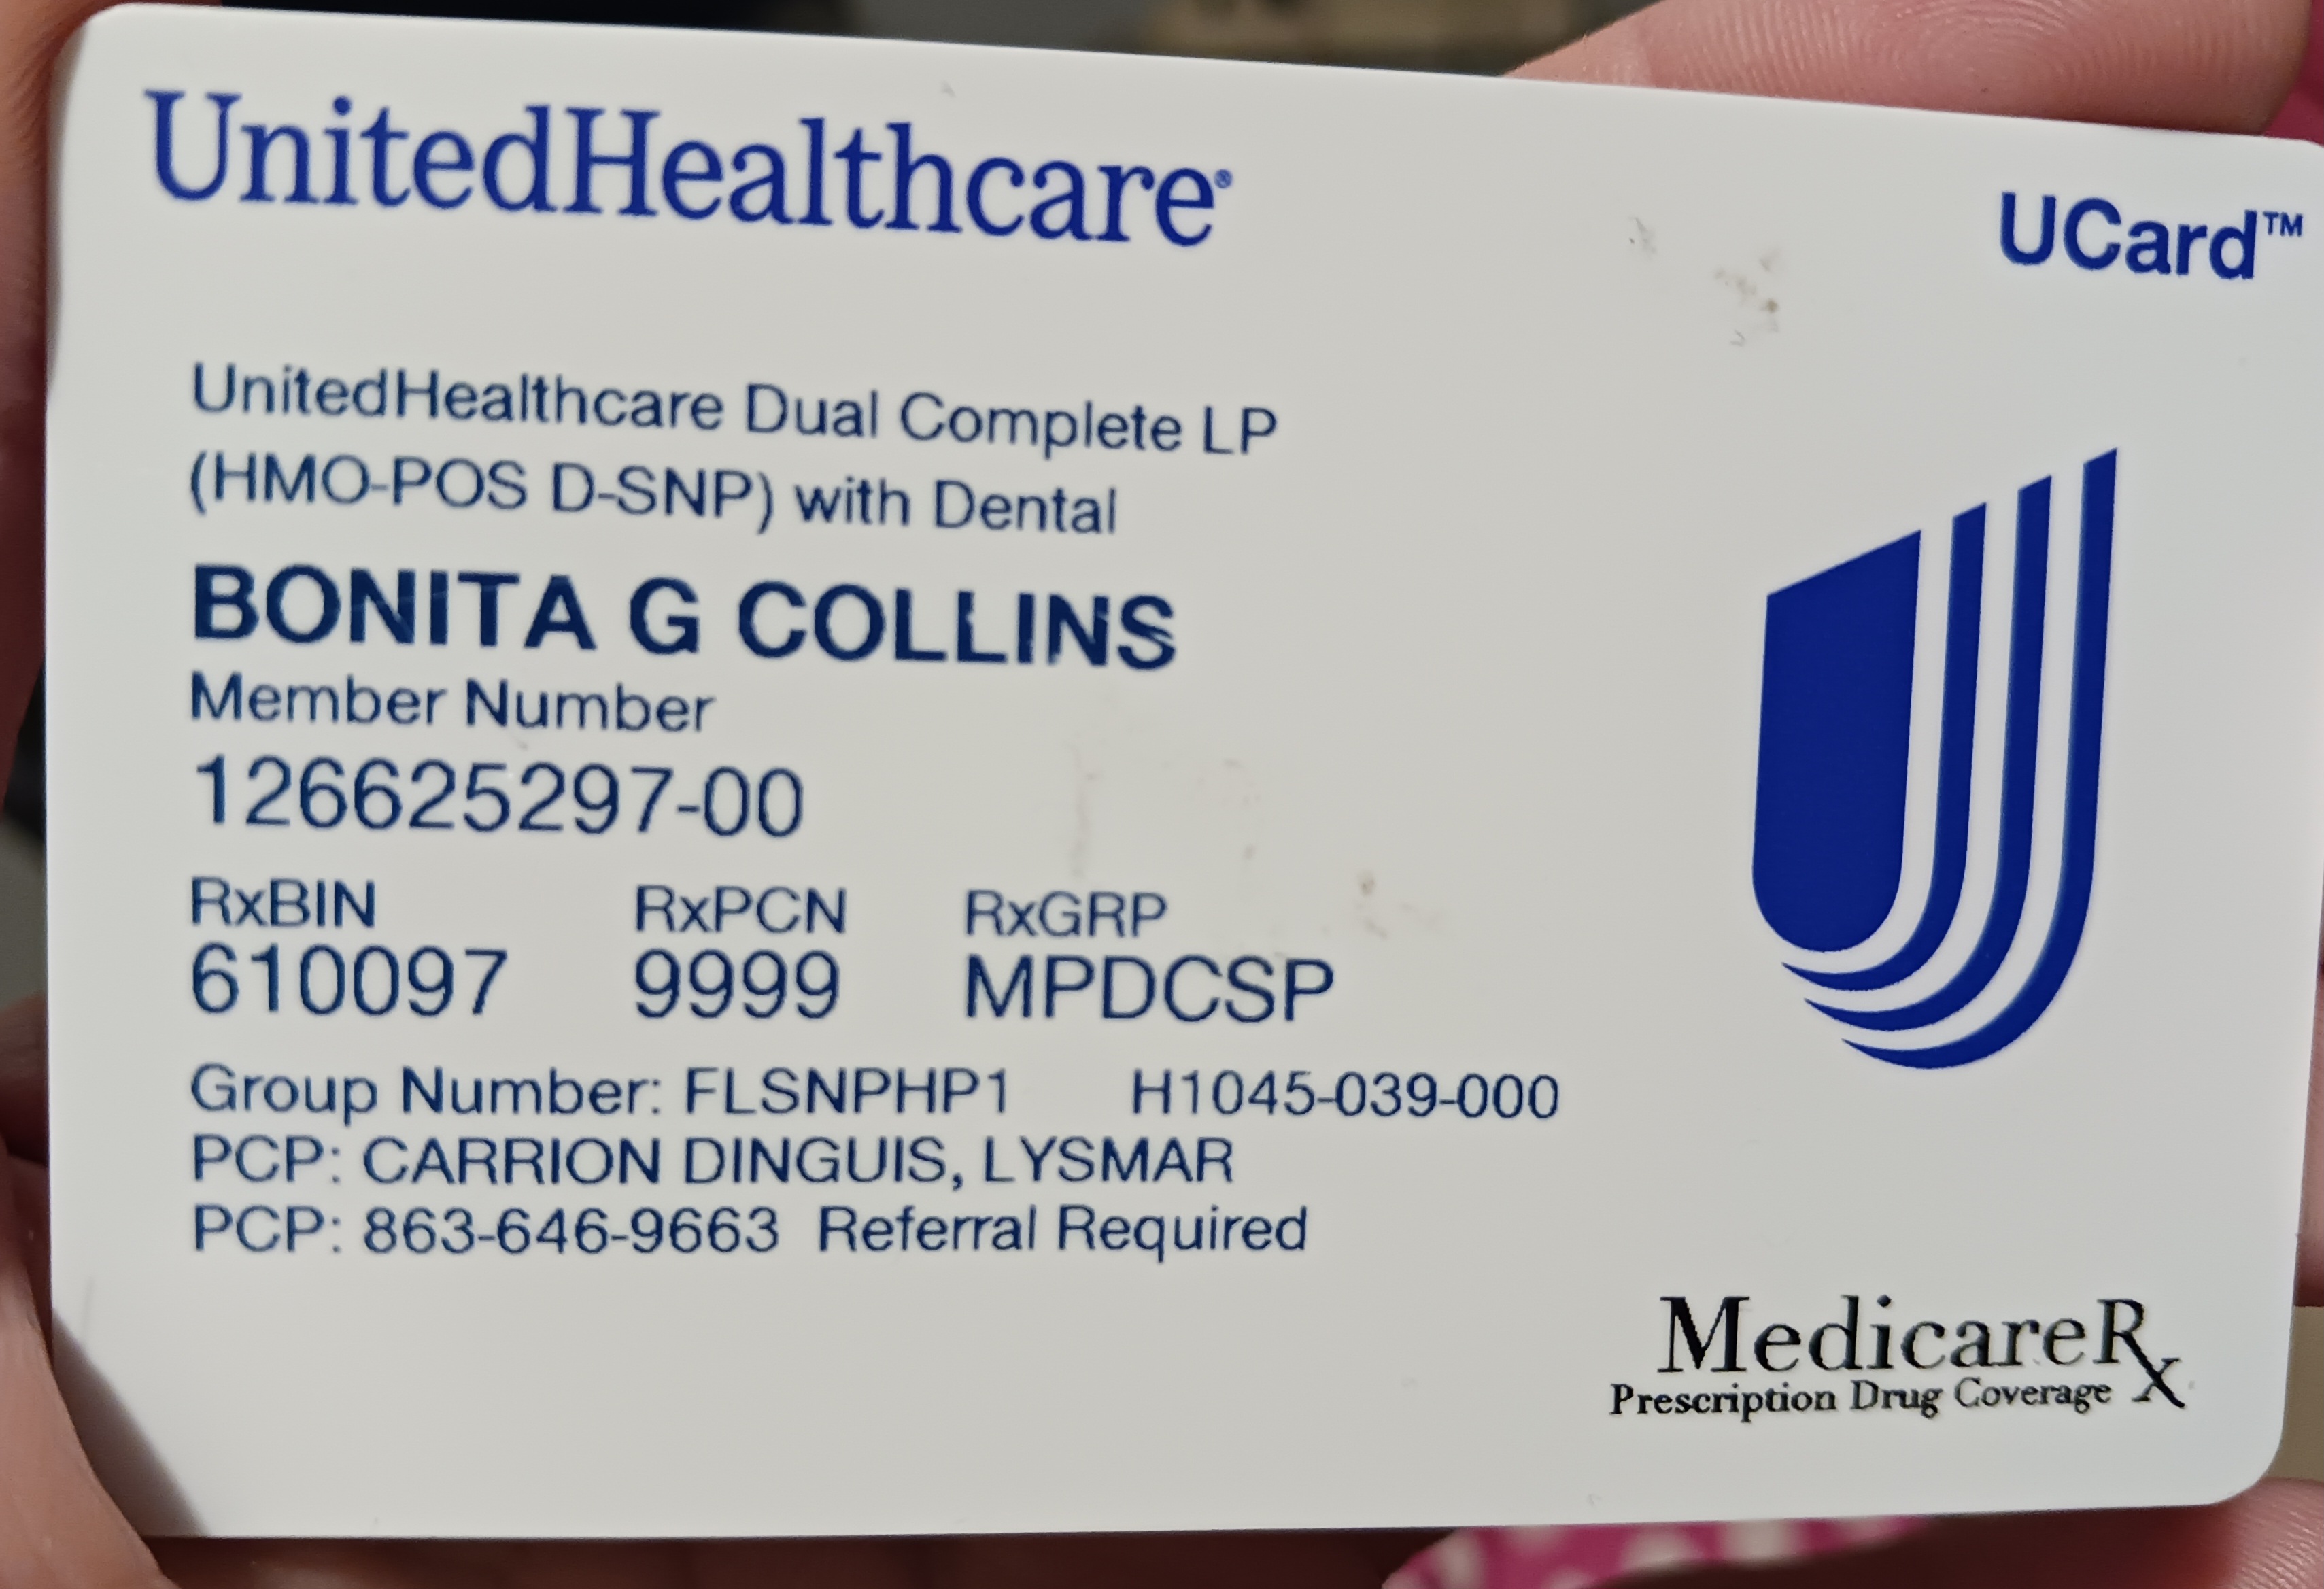 UnitedHealthcare®
UCard™
UnitedHealthcare Dual Complete LP
(HMO-POS D-SNP) with Dental
BONITA G COLLINS
Member Number
126625297-00
RxBIN RxPCN RxGRP
610097 9999 MPDCSP
Group Number: FLSNPHP1 H1045-039-000
PCP: CARRION DINGUIS, LYSMAR
PCP: 863-646-9663 Referral Required
MedicareRx
Prescription Drug Coverage